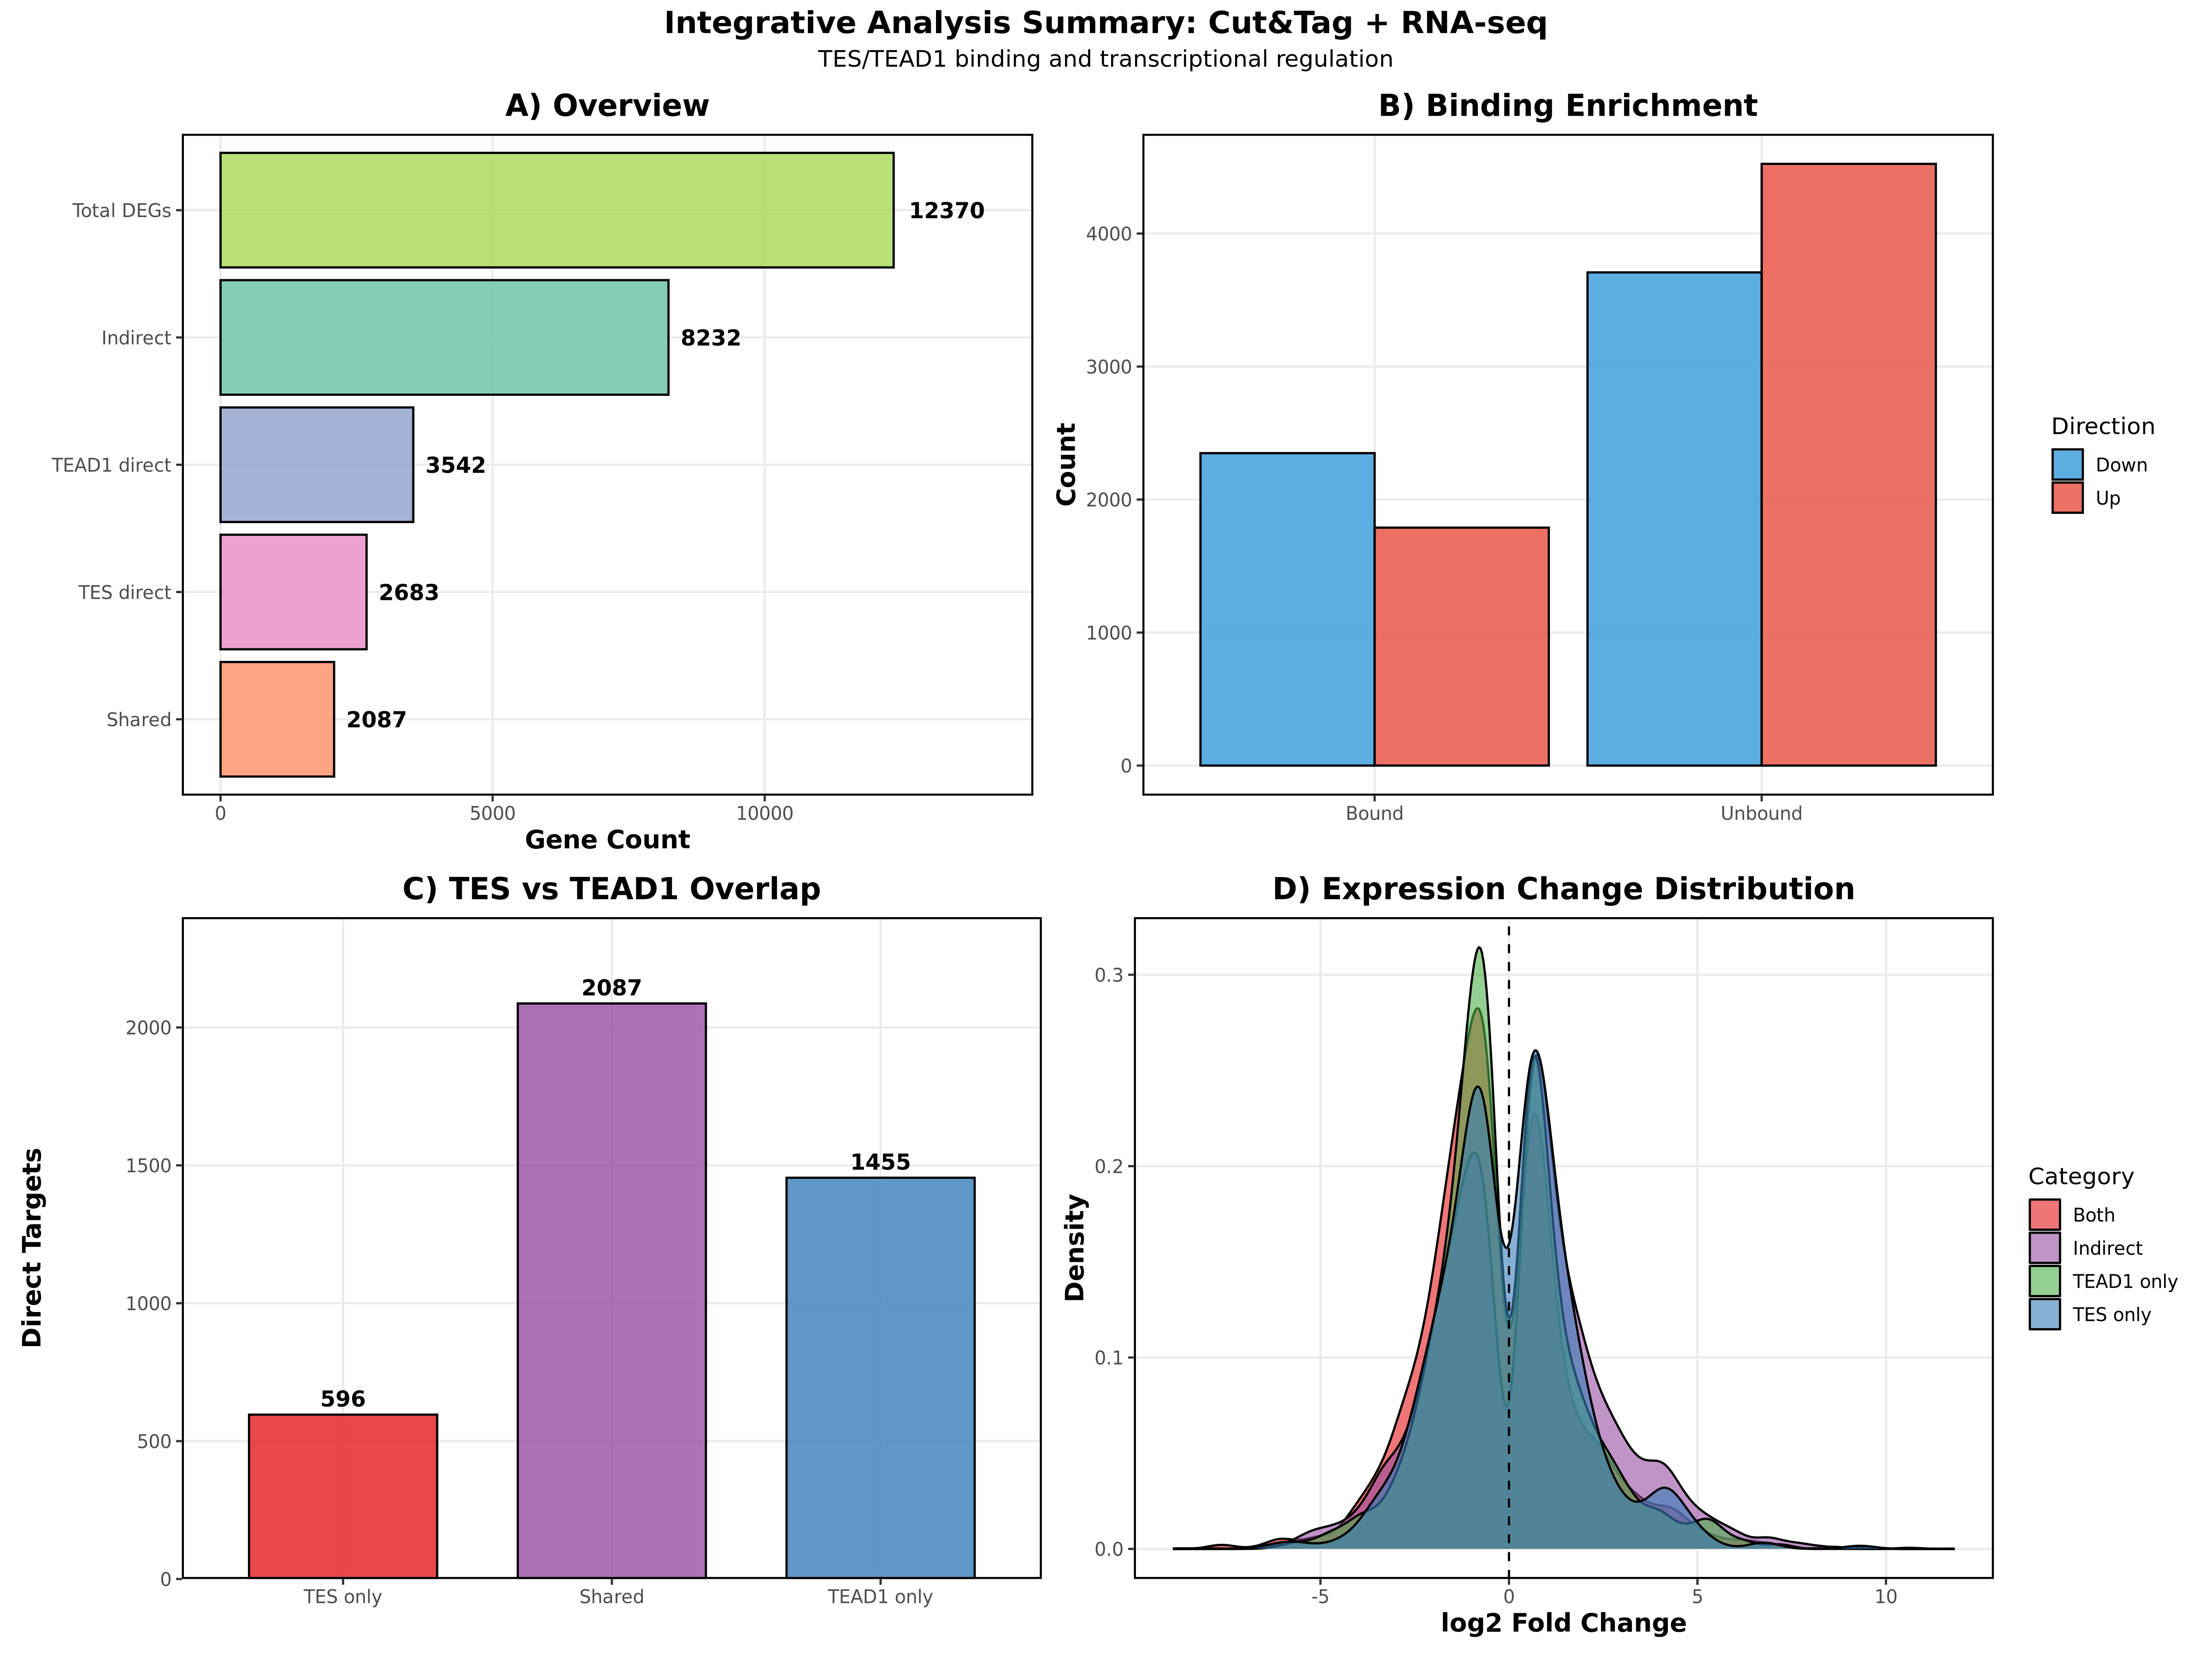 Integrative Analysis Summary: Cut&Tag + RNA-seq
TES/TEAD1 binding and transcriptional regulation
A) Overview
Total DEGs
12370
Indirect
8232
TEAD1 direct
3542
TES direct
2683
Shared
2087
0
5000
10000
Gene Count
B) Binding Enrichment
Count
4000
3000
2000
1000
0
Bound
Unbound
Direction
Down
Up
C) TES vs TEAD1 Overlap
Direct Targets
2000
1500
1000
500
0
596
2087
1455
TES only
Shared
TEAD1 only
D) Expression Change Distribution
Density
0.3
0.2
0.1
0.0
-5
0
5
10
log2 Fold Change
Category
Both
Indirect
TEAD1 only
TES only